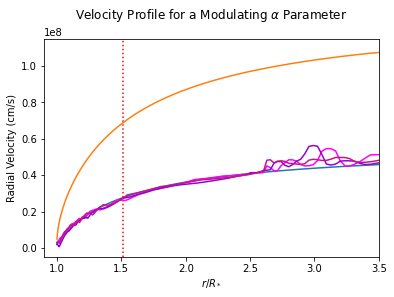 Velocity Profile for a Modulating α Parameter
1e8
1.0
0.8
0.6
0.4
0.2
0.0
Radial Velocity (cm/s)
1.0 1.5 2.0 2.5 3.0 3.5
r/R*